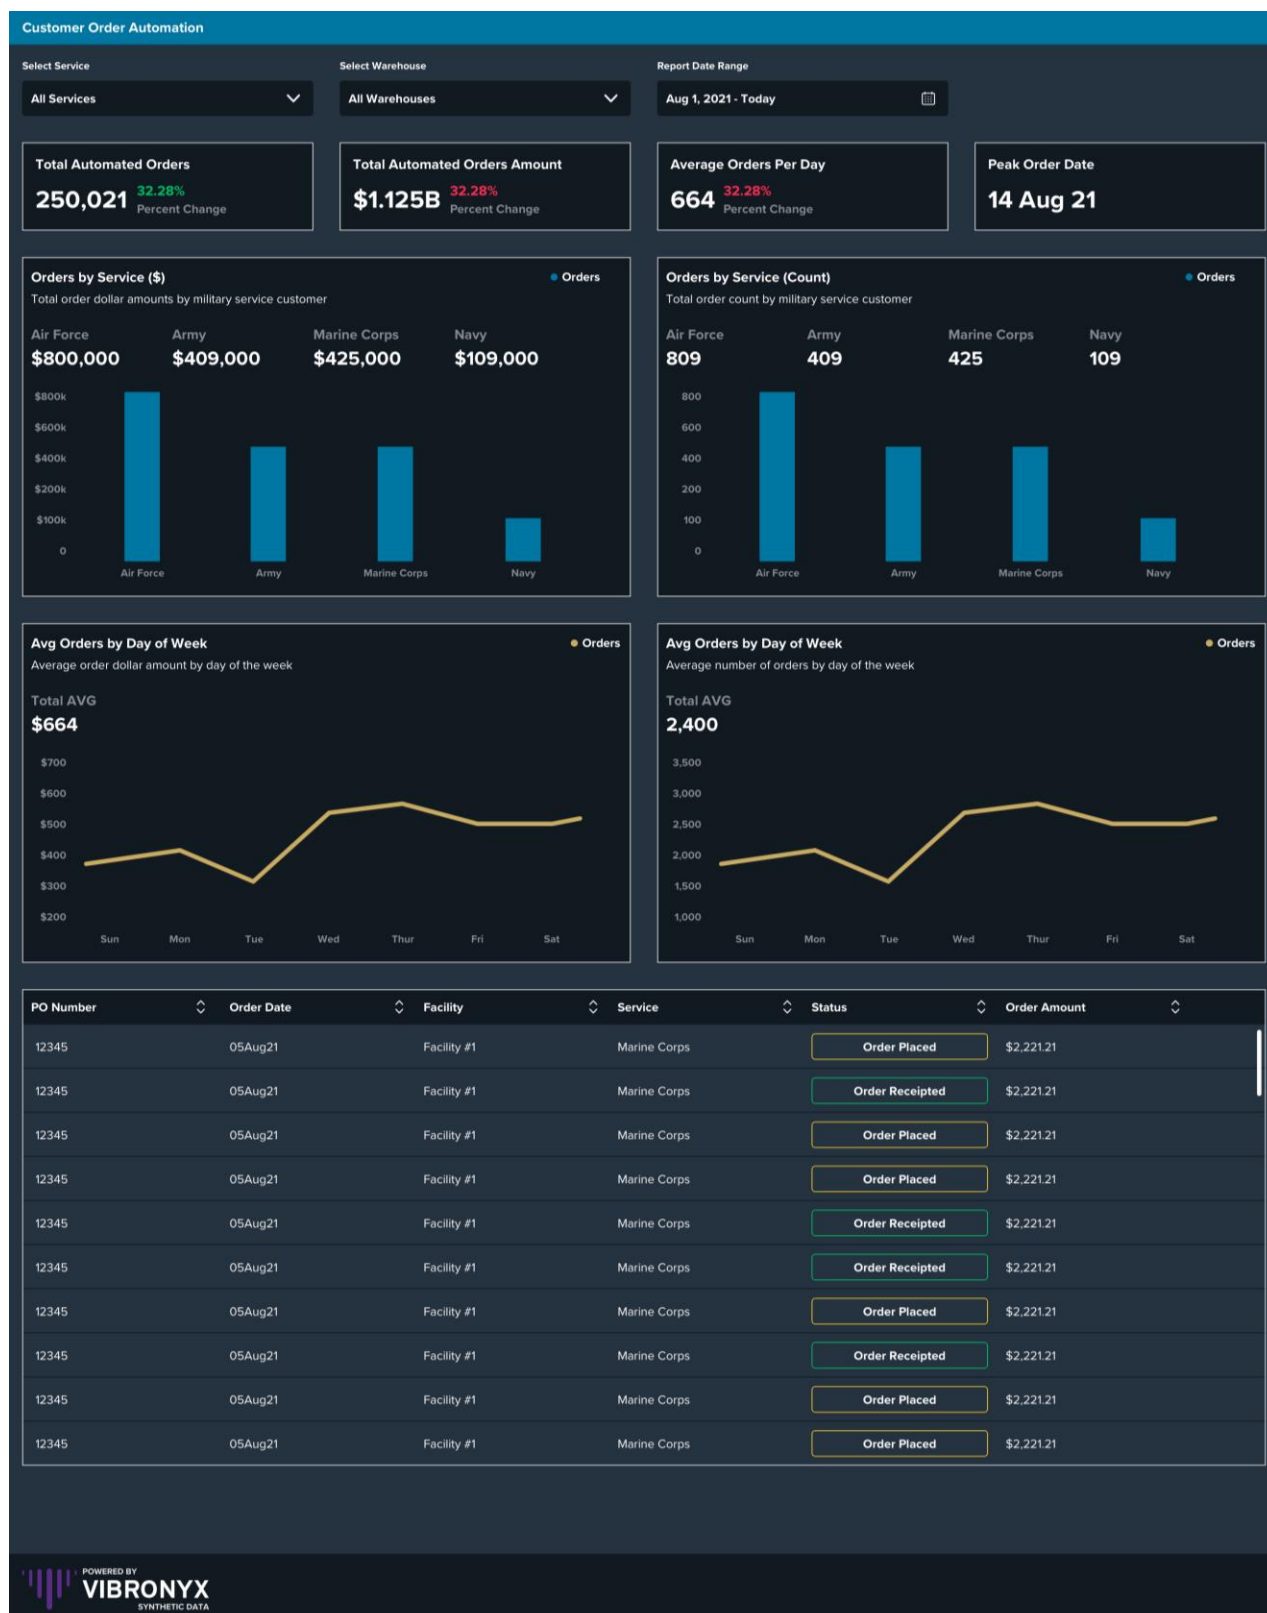 Customer Order Automation
Select Service
Select Warehouse
Report Date Range
All Services
All Warehouses
Aug 1, 2021 - Today
Total Automated Orders
250,021
32.28%
Percent Change
Total Automated Orders Amount
$1.125B
32.28%
Percent Change
Average Orders Per Day
664
32.28%
Percent Change
Peak Order Date
14 Aug 21
Orders by Service ($)
Orders
Total order dollar amounts by military service customer
Air Force Army Marine Corps Navy
$800,000 $409,000 $425,000 $109,000
$800k
$600k
$400k
$200k
$100k
0
Air Force Army Marine Corps Navy
Orders by Service (Count)
Orders
Total order count by military service customer
Air Force Army Marine Corps Navy
809 409 425 109
800
600
400
200
100
0
Air Force Army Marine Corps Navy
Avg Orders by Day of Week
Orders
Average order dollar amount by day of the week
Total AVG
$664
$700
$600
$500
$400
$300
$200
Sun Mon Tue Wed Thur Fri Sat
Avg Orders by Day of Week
Orders
Average number of orders by day of the week
Total AVG
2,400
3,500
3,000
2,500
2,000
1,500
1,000
Sun Mon Tue Wed Thur Fri Sat
PO Number Order Date Facility Service Status Order Amount
12345 05Aug21 Facility #1 Marine Corps Order Placed $2,221.21
12345 05Aug21 Facility #1 Marine Corps Order Receipted $2,221.21
12345 05Aug21 Facility #1 Marine Corps Order Placed $2,221.21
12345 05Aug21 Facility #1 Marine Corps Order Placed $2,221.21
12345 05Aug21 Facility #1 Marine Corps Order Receipted $2,221.21
12345 05Aug21 Facility #1 Marine Corps Order Receipted $2,221.21
12345 05Aug21 Facility #1 Marine Corps Order Placed $2,221.21
12345 05Aug21 Facility #1 Marine Corps Order Receipted $2,221.21
12345 05Aug21 Facility #1 Marine Corps Order Placed $2,221.21
12345 05Aug21 Facility #1 Marine Corps Order Placed $2,221.21
POWERED BY
VIBRONYX
SYNTHETIC DATA